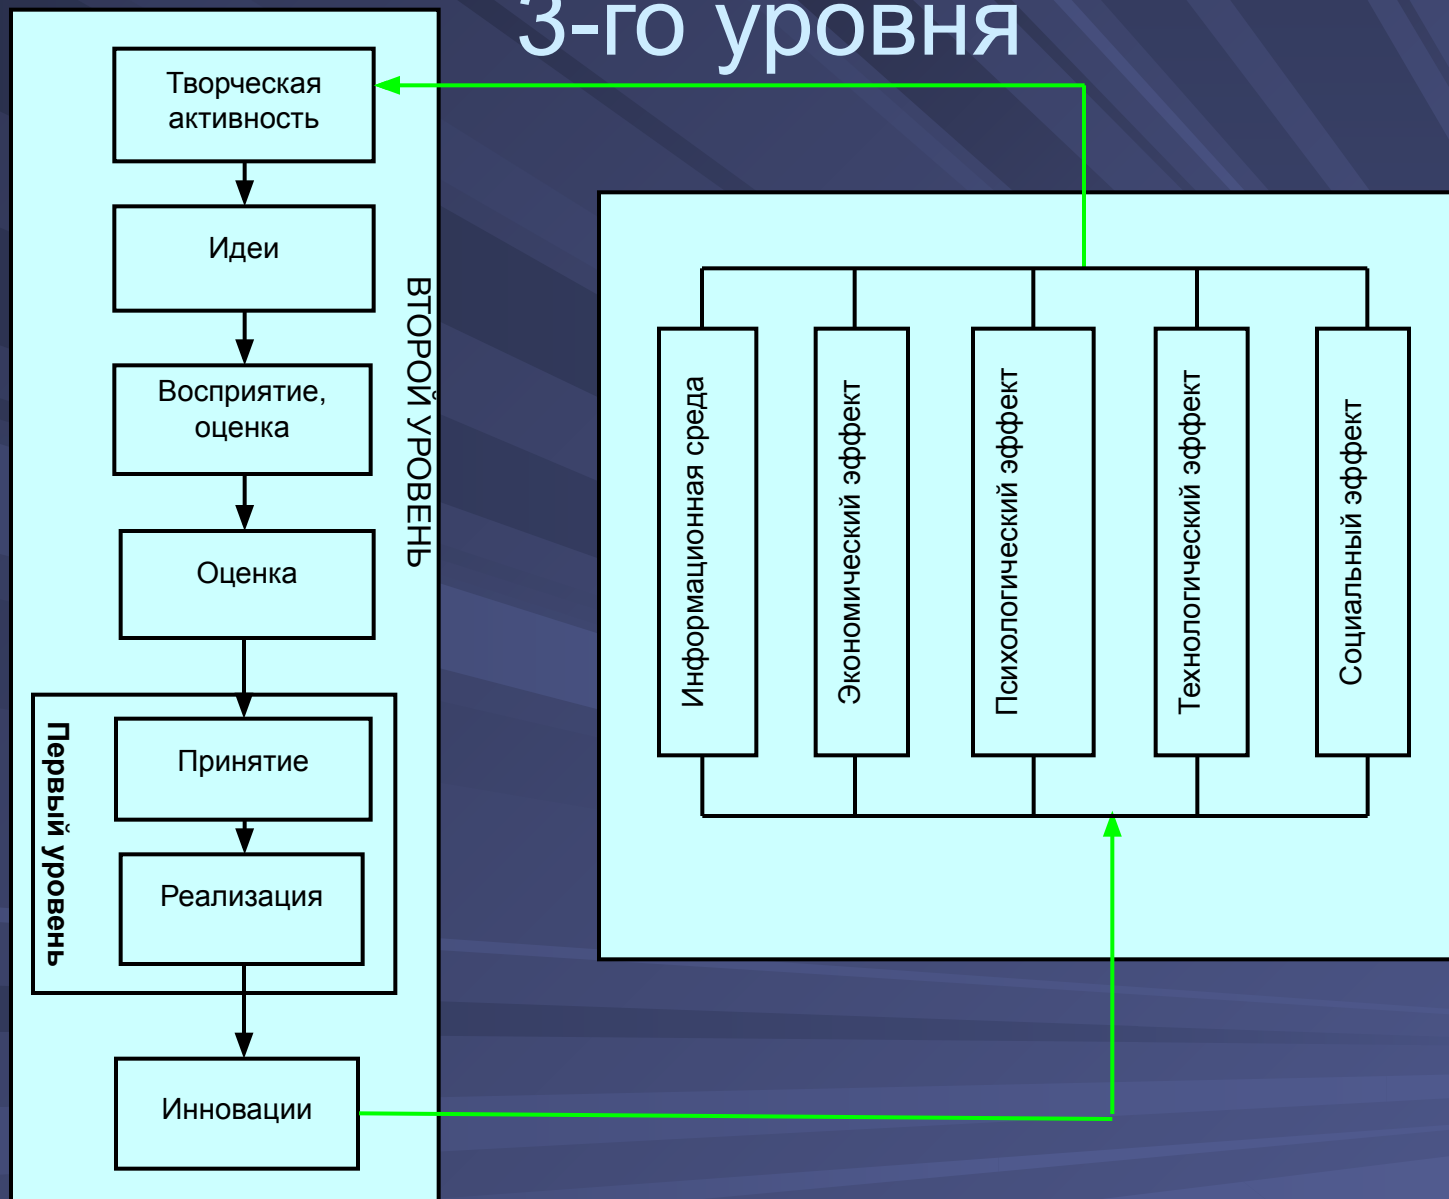 3-го уровня
Творческая
активность
Идеи
Восприятие,
оценка
Оценка
ВТОРОЙ УРОВЕНЬ
Первый уровень
Принятие
Реализация
Инновации
Информационная среда
Экономический эффект
Психологический эффект
Технологический эффект
Социальный эффект